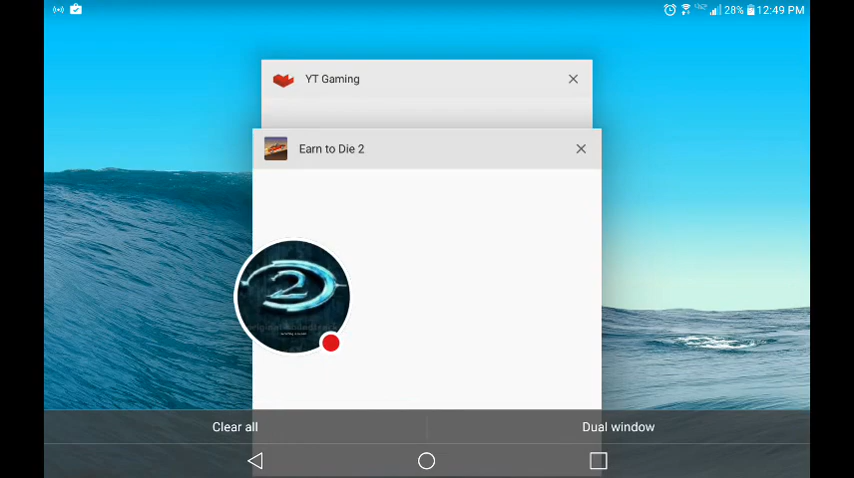 28% 12:49 PM
YT Gaming
Earn to Die 2
2
Clear all
Dual window